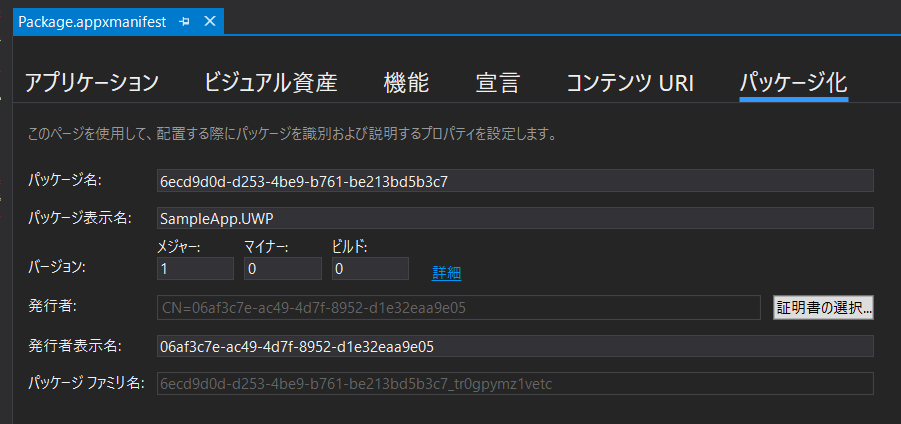 Package.appxmanifest
アプリケーション ビジュアル資産 機能 宣言 コンテンツ URI パッケージ化
このページを使用して、配置する際にパッケージを識別および説明するプロパティを設定します。
パッケージ名: 6ecd9d0d-d253-4be9-b761-be213bd5b3c7
パッケージ表示名: SampleApp.UWP
メジャー: マイナー: ビルド:
バージョン: 1 0 0 詳細
発行者: CN=06af3c7e-ac49-4d7f-8952-d1e32eaa9e05 証明書の選択...
発行者表示名: 06af3c7e-ac49-4d7f-8952-d1e32eaa9e05
パッケージ ファミリ名: 6ecd9d0d-d253-4be9-b761-be213bd5b3c7_tr0gpymz1vetc